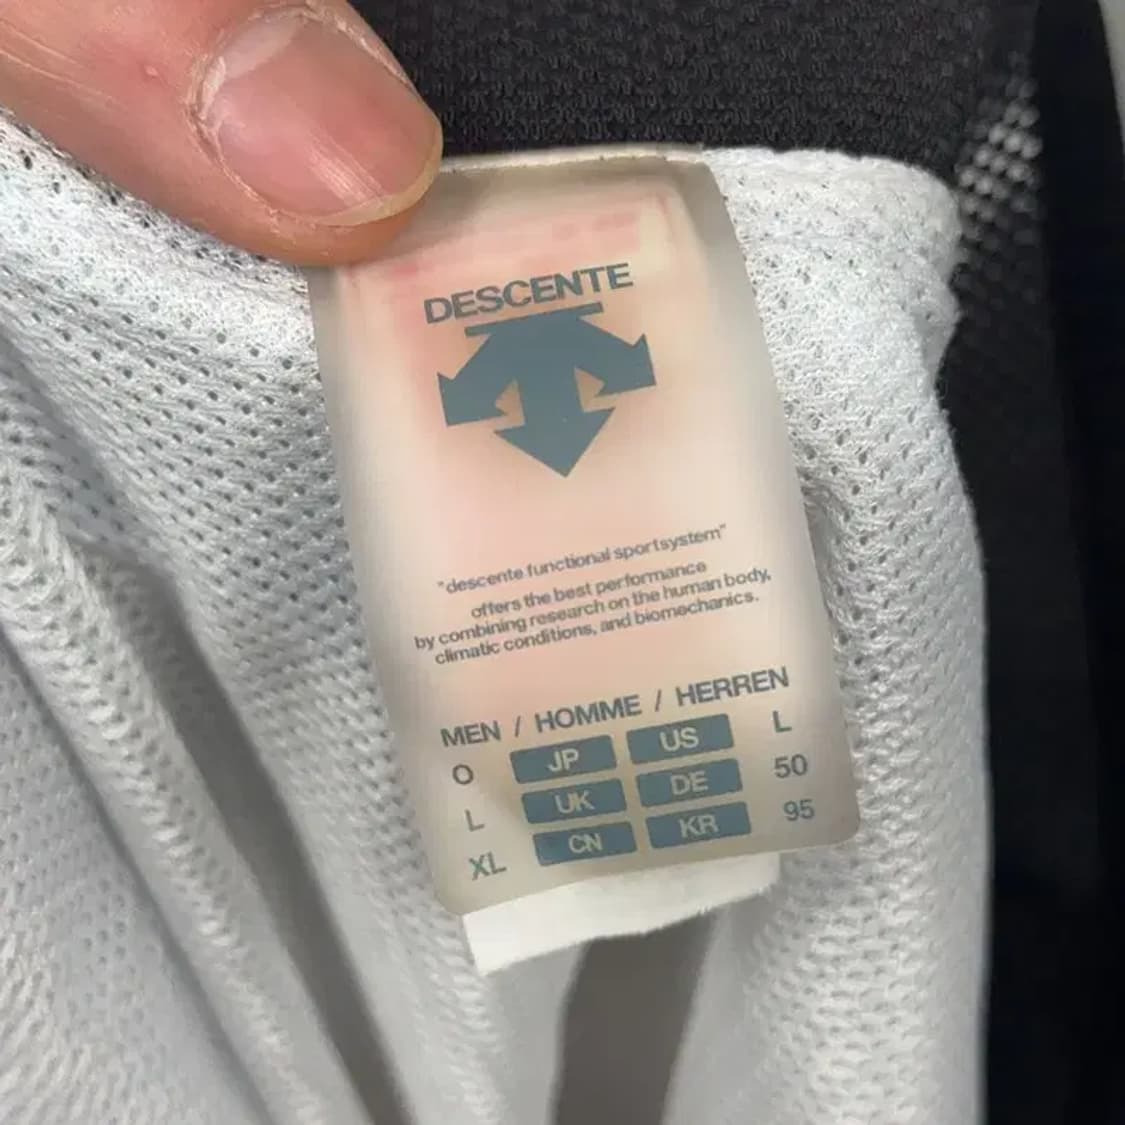 DESCENTE
"descente functional sportsystem"
offers the best performance
by combining research on the human body,
climatic conditions, and biomechanics.
MEN / HOMME / HERREN
O JP US L
L UK DE 50
XL CN KR 95